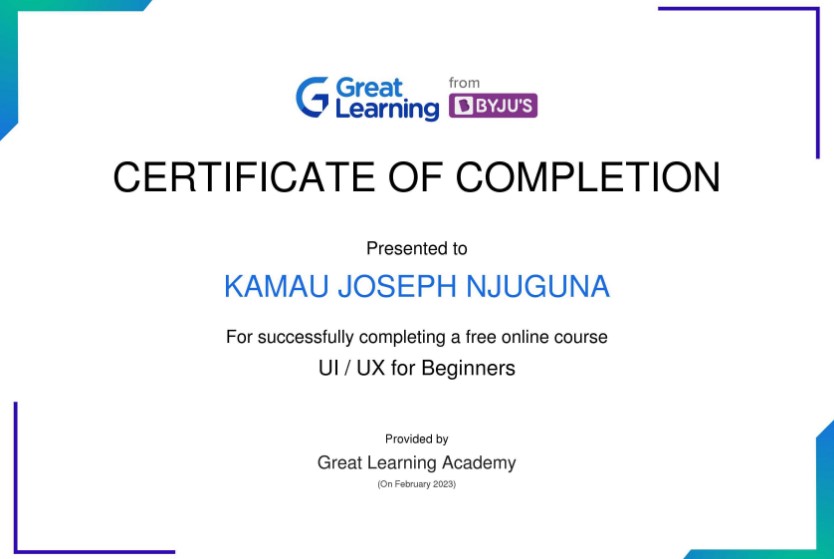 Great Learning from BYJU'S
CERTIFICATE OF COMPLETION
Presented to
KAMAU JOSEPH NJUGUNA
For successfully completing a free online course
UI / UX for Beginners
Provided by
Great Learning Academy
(On February 2023)